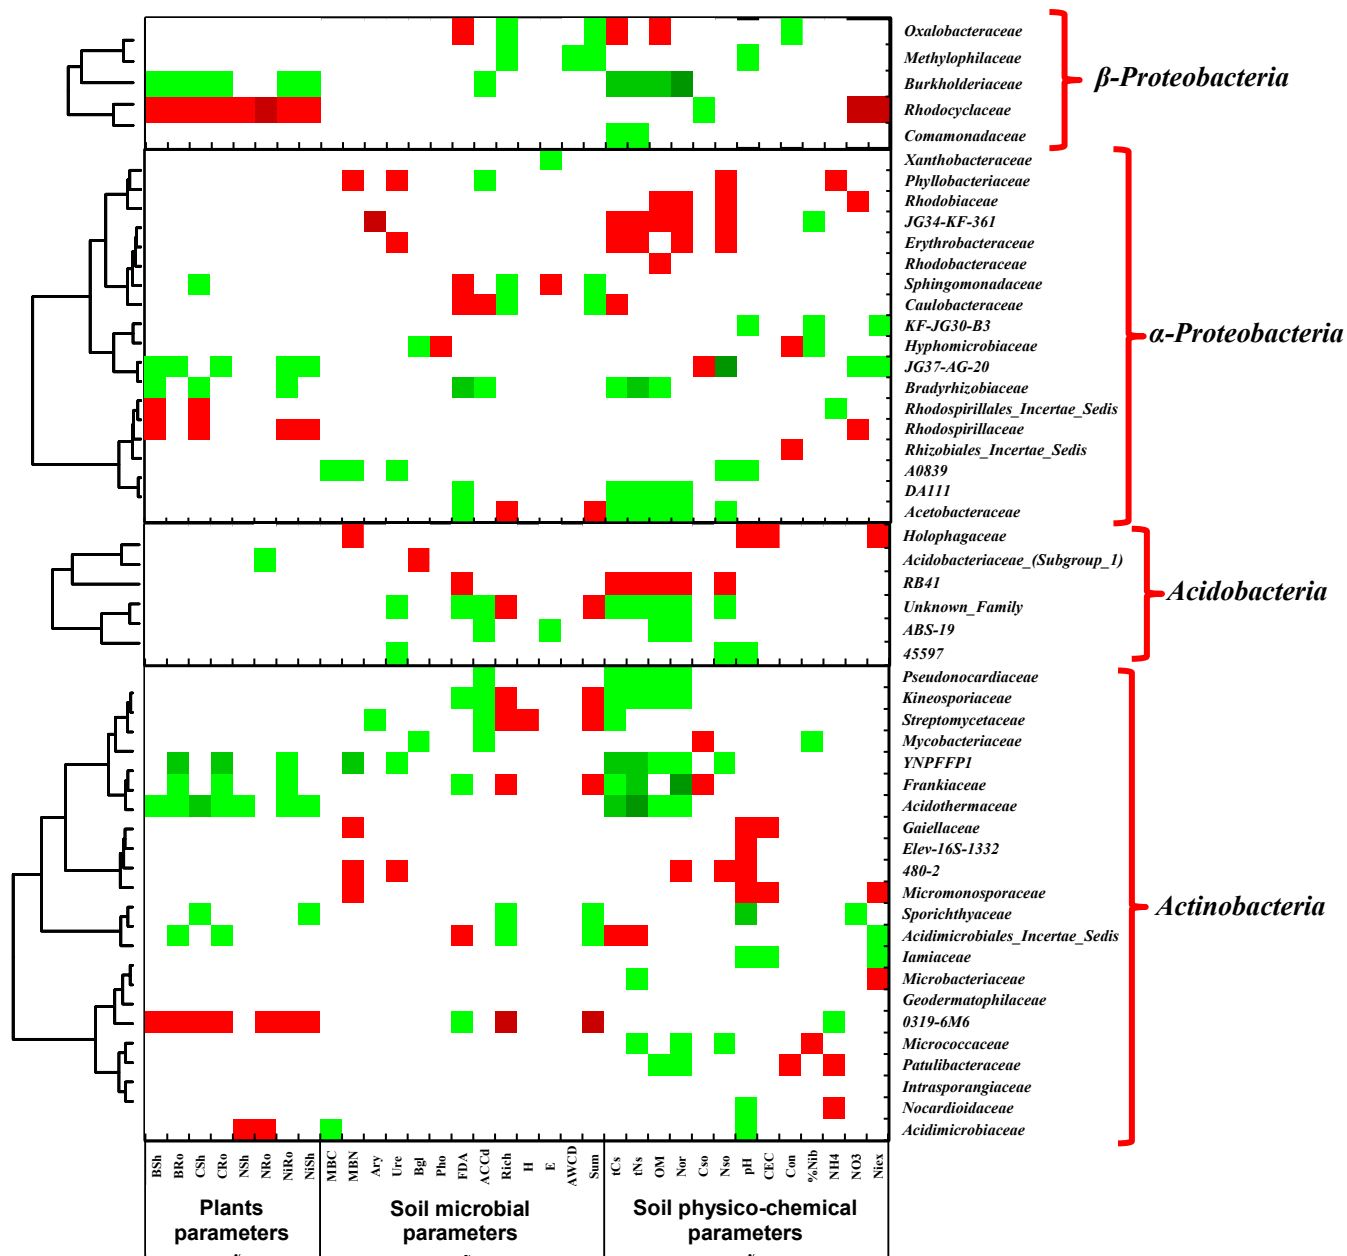 Oxalobacteraceae
Methylophilaceae
Burkholderiaceae
Rhodocyclaceae
Comamonadaceae
β-Proteobacteria
Xanthobacteraceae
Phyllobacteriaceae
Rhodobiaceae
JG34-KF-361
Erythrobacteraceae
Rhodobacteraceae
Sphingomonadaceae
Caulobacteraceae
KF-JG30-B3
Hyphomicrobiaceae
JG37-AG-20
Bradyrhizobiaceae
Rhodospirillales_Incertae_Sedis
Rhodospirillaceae
Rhizobiales_Incertae_Sedis
A0839
DA111
Acetobacteraceae
α-Proteobacteria
Holophagaceae
Acidobacteriaceae_(Subgroup_1)
RB41
Unknown_Family
ABS-19
45597
Acidobacteria
Pseudonocardiaceae
Kineosporiaceae
Streptomycetaceae
Mycobacteriaceae
YNPFFP1
Frankiaceae
Acidothermaceae
Gaiellaceae
Elev-16S-1332
480-2
Micromonosporaceae
Sporichthyaceae
Acidimicrobiales_Incertae_Sedis
Iamiaceae
Microbacteriaceae
Geodermatophilaceae
0319-6M6
Micrococcaceae
Patulibacteraceae
Intrasporangiaceae
Nocardioidaceae
Acidimicrobiaceae
Actinobacteria
BSh
BRo
CSh
CRo
NSh
NRo
NiRo
NiSh
MBC
MBN
Ary
Ure
Bgl
Pho
FDA
ACCd
Rich
H
E
AWCD
Sum
tCs
tNs
OM
Nor
Cso
Nso
pH
CEC
Con
%Nib
NH4
NO3
Niex
Plants
parameters
Soil microbial
parameters
Soil physico-chemical
parameters